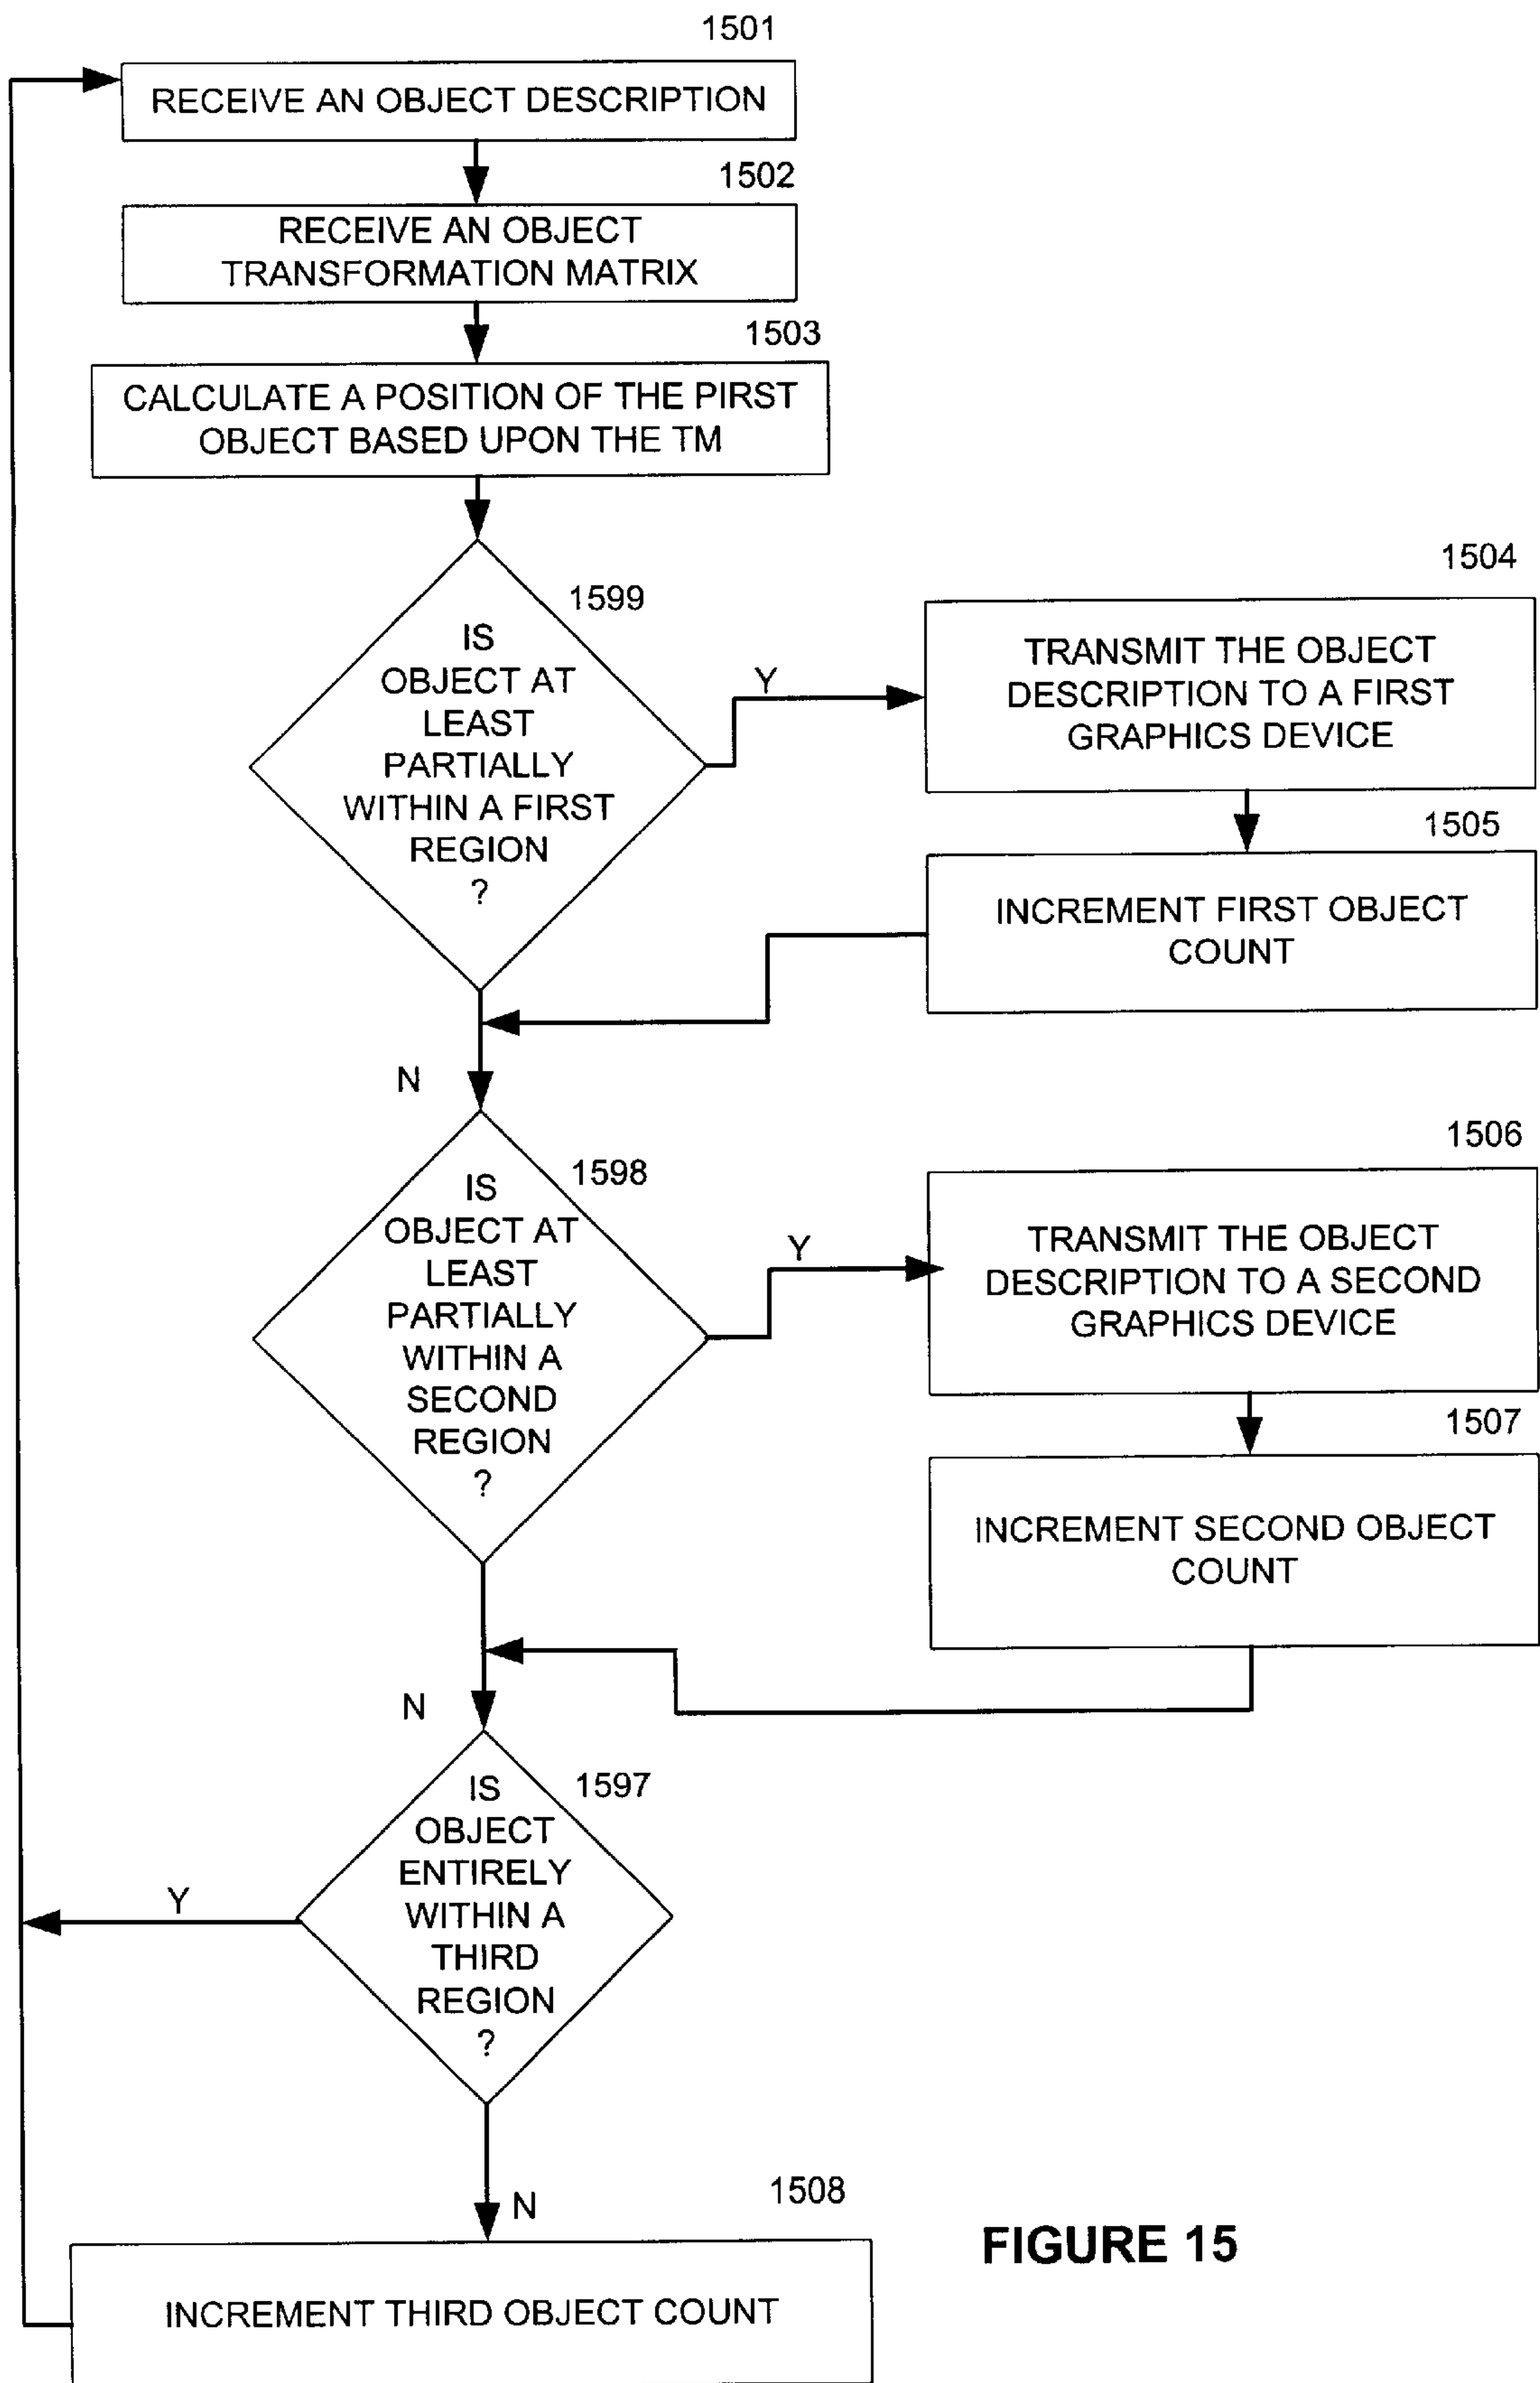 1501
RECEIVE AN OBJECT DESCRIPTION
1502
RECEIVE AN OBJECT
TRANSFORMATION MATRIX
1503
CALCULATE A POSITION OF THE PIRST
OBJECT BASED UPON THE TM
1599
IS
OBJECT AT
LEAST
PARTIALLY
WITHIN A FIRST
REGION
?
Y
1504
TRANSMIT THE OBJECT
DESCRIPTION TO A FIRST
GRAPHICS DEVICE
1505
INCREMENT FIRST OBJECT
COUNT
N
1598
IS
OBJECT AT
LEAST
PARTIALLY
WITHIN A
SECOND
REGION
?
Y
1506
TRANSMIT THE OBJECT
DESCRIPTION TO A SECOND
GRAPHICS DEVICE
1507
INCREMENT SECOND OBJECT
COUNT
N
1597
IS
OBJECT
ENTIRELY
WITHIN A
THIRD
REGION
?
Y
N
1508
INCREMENT THIRD OBJECT COUNT
FIGURE 15